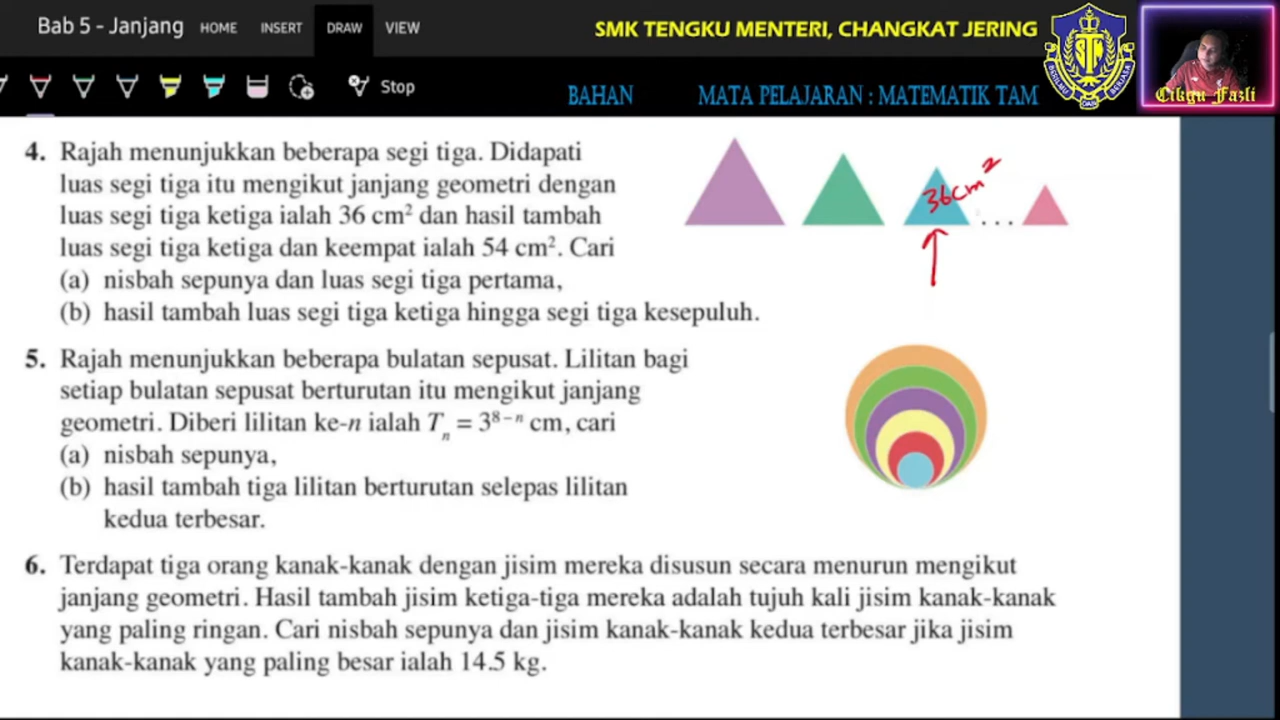 Bab 5 - Janjang HOME INSERT DRAW VIEW
SMK TENGKU MENTERI, CHANGKAT JERING
Stop
BAHAN MATA PELAJARAN : MATEMATIK TAM
Cikgu Fazli
4. Rajah menunjukkan beberapa segi tiga. Didapati
luas segi tiga itu mengikut janjang geometri dengan
luas segi tiga ketiga ialah 36 cm² dan hasil tambah
luas segi tiga ketiga dan keempat ialah 54 cm². Cari
(a) nisbah sepunya dan luas segi tiga pertama,
(b) hasil tambah luas segi tiga ketiga hingga segi tiga kesepuluh.
36cm²
...
5. Rajah menunjukkan beberapa bulatan sepusat. Lilitan bagi
setiap bulatan sepusat berturutan itu mengikut janjang
geometri. Diberi lilitan ke-n ialah Tₙ = 3⁸⁻ⁿ cm, cari
(a) nisbah sepunya,
(b) hasil tambah tiga lilitan berturutan selepas lilitan
kedua terbesar.
6. Terdapat tiga orang kanak-kanak dengan jisim mereka disusun secara menurun mengikut
janjang geometri. Hasil tambah jisim ketiga-tiga mereka adalah tujuh kali jisim kanak-kanak
yang paling ringan. Cari nisbah sepunya dan jisim kanak-kanak kedua terbesar jika jisim
kanak-kanak yang paling besar ialah 14.5 kg.